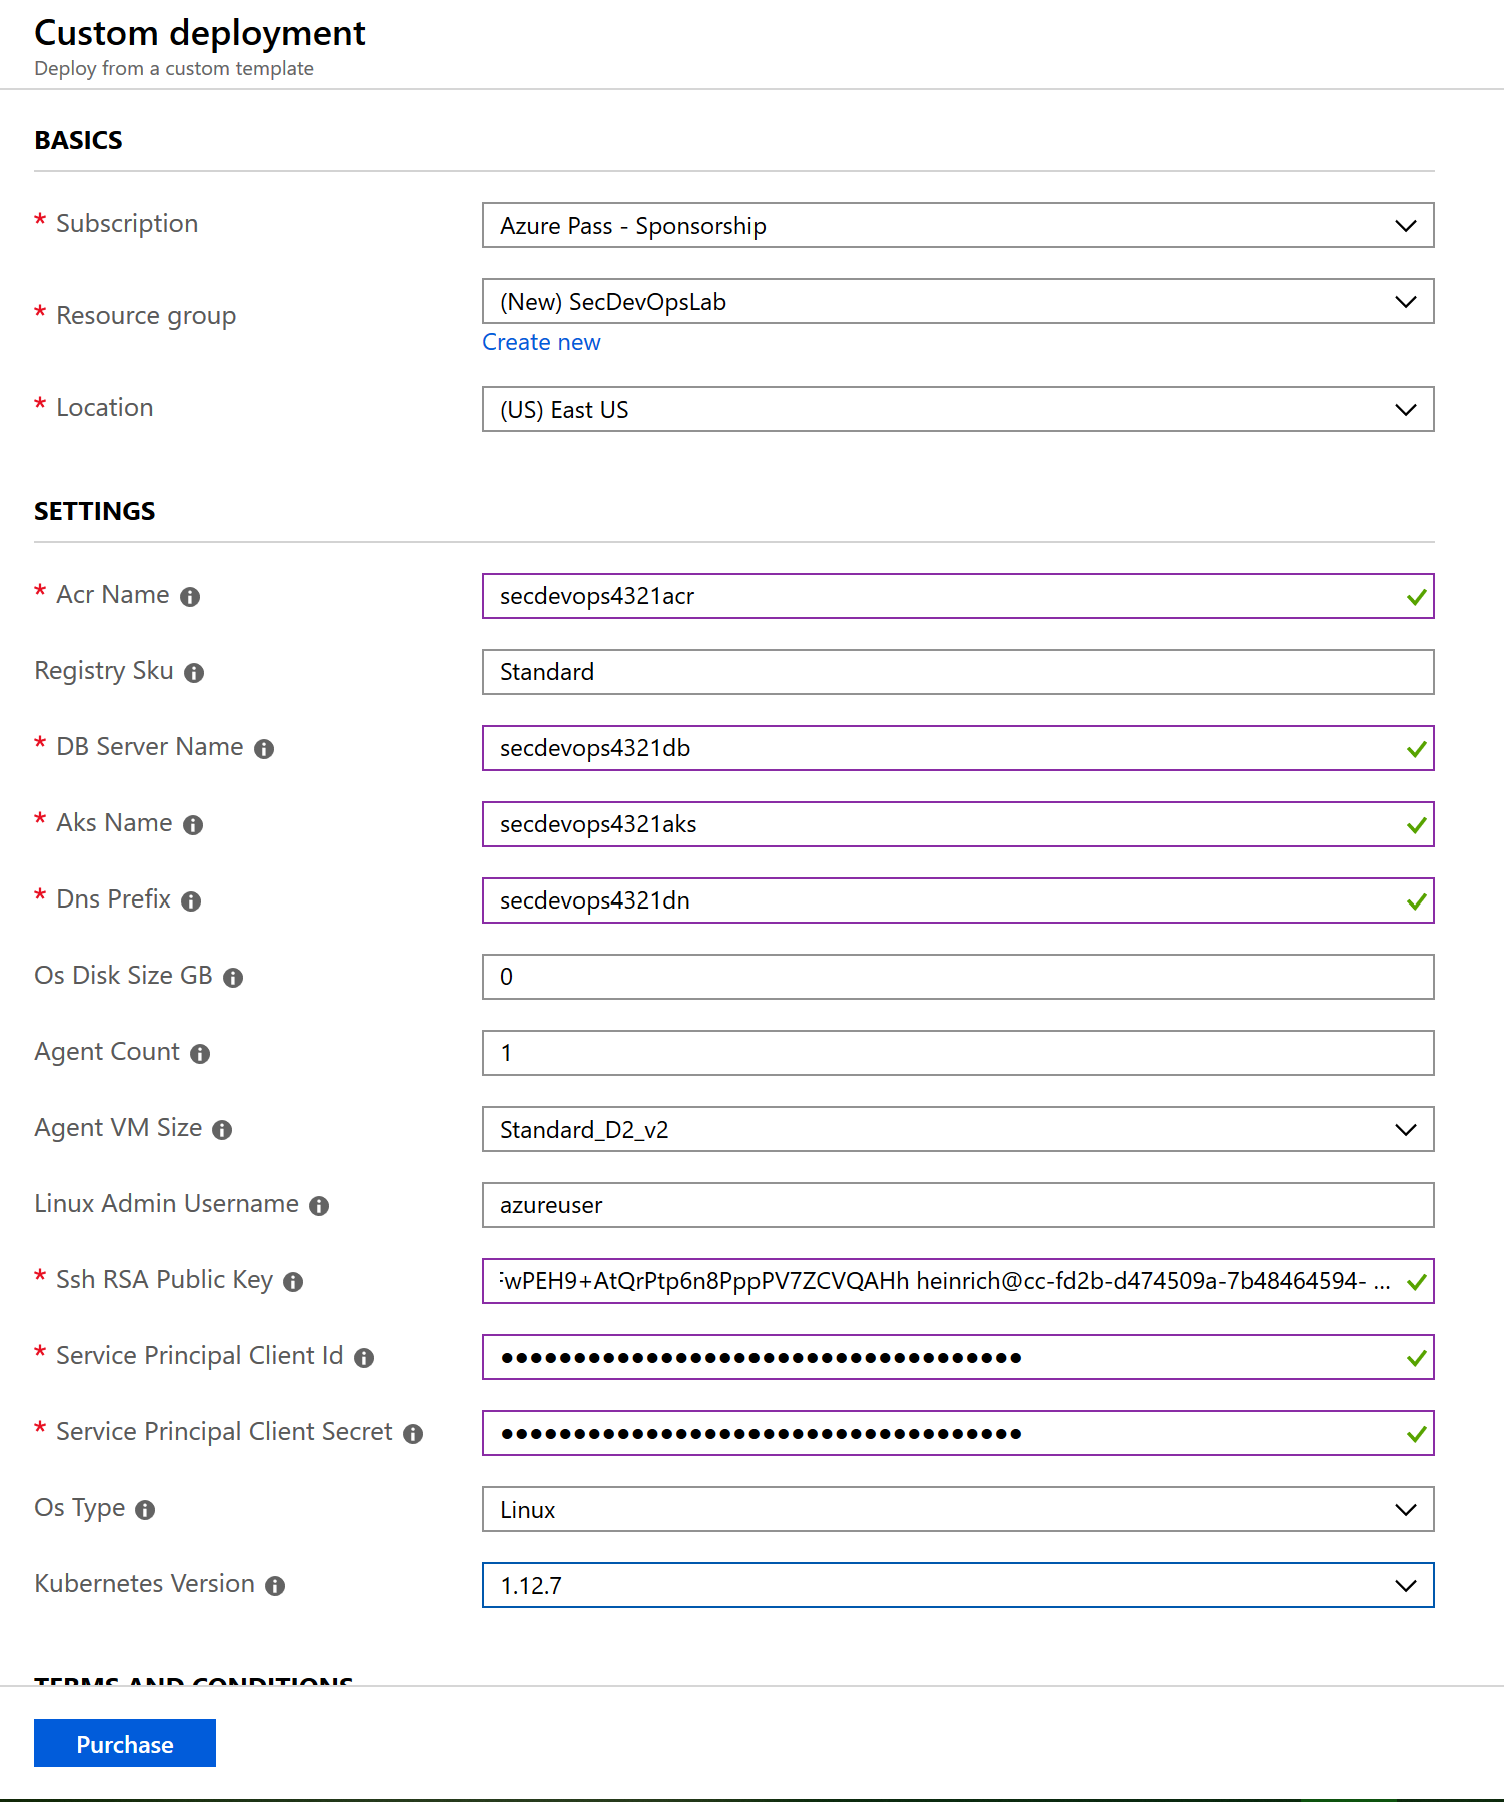 Custom deployment
Deploy from a custom template
BASICS
* Subscription
Azure Pass - Sponsorship
* Resource group
(New) SecDevOpsLab
Create new
* Location
(US) East US
SETTINGS
* Acr Name
secdevops4321acr
Registry Sku
Standard
* DB Server Name
secdevops4321db
* Aks Name
secdevops4321aks
* Dns Prefix
secdevops4321dn
Os Disk Size GB
0
Agent Count
1
Agent VM Size
Standard_D2_v2
Linux Admin Username
azureuser
* Ssh RSA Public Key
wPEH9+AtQrPtp6n8PppPV7ZCVQAHh heinrich@cc-fd2b-d474509a-7b48464594- ...
* Service Principal Client Id
••••••••••••••••••••••••••••••••••••
* Service Principal Client Secret
••••••••••••••••••••••••••••••••••••
Os Type
Linux
Kubernetes Version
1.12.7
TERMS AND CONDITIONS
Purchase